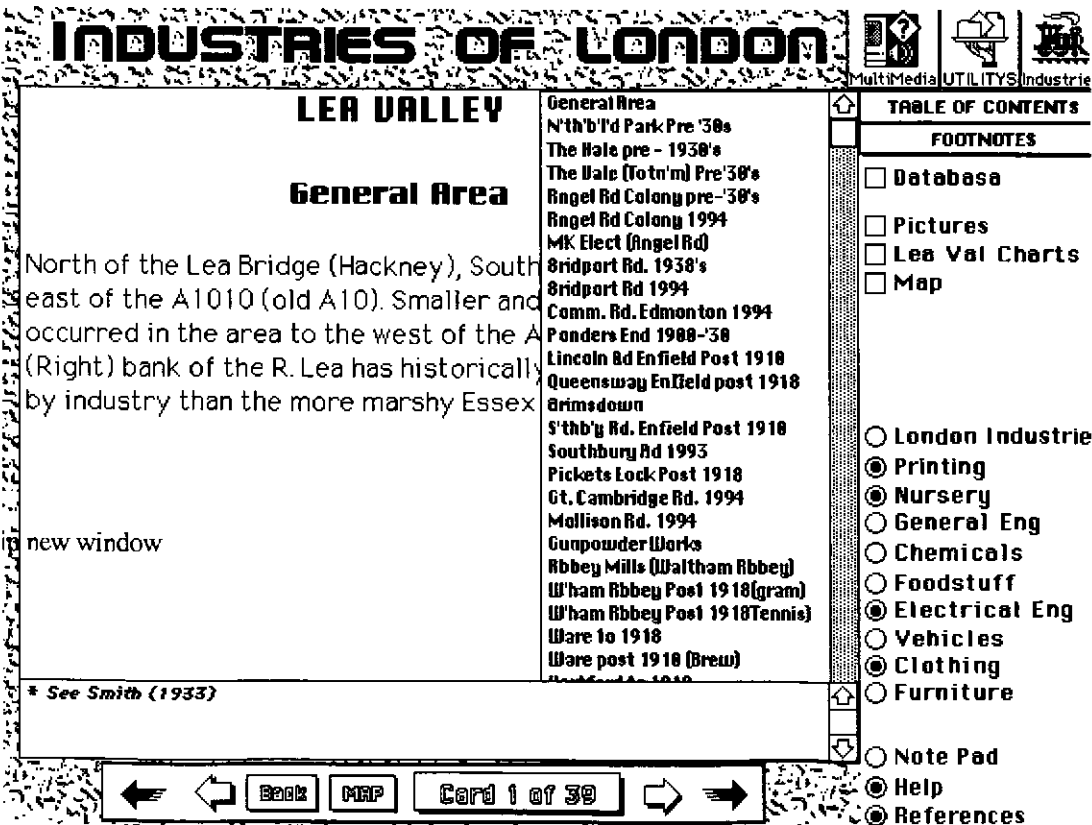 INDUSTRIES OF LONDON
MultiMedia UTILITYS Industrie
LEA VALLEY
General Area
North of the Lea Bridge (Hackney), South
east of the A1010 (old A10). Smaller and
occurred in the area to the west of the A
(Right) bank of the R. Lea has historically
by industry than the more marshy Essex
new window
General Area
N'th'b'l'd Park Pre '30s
The Hale pre - 1930's
The Vale (Totn'm) Pre'30's
Angel Rd Colony pre-'30's
Angel Rd Colony 1994
MK Elect (Angel Rd)
Bridport Rd. 1938's
Bridport Rd 1994
Comm. Rd. Edmonton 1994
Ponders End 1900-'30
Lincoln Rd Enfield Post 1918
Queensway Enfield post 1918
Brimsdown
S'thb'y Rd. Enfield Post 1918
Southbury Rd 1993
Pickets Lock Post 1918
Gt. Cambridge Rd. 1994
Mollison Rd. 1994
Gunpowder Works
Abbey Mills (Waltham Abbey)
W'ham Abbey Post 1918(gram)
W'ham Abbey Post 1918Tennis)
Ware to 1918
Ware post 1918 (Brew)
* See Smith (1933)
Back MAP Card 1 of 39
TABLE OF CONTENTS
FOOTNOTES
Databasa
Pictures
Lea Val Charts
Map
London Industrie
Printing
Nursery
General Eng
Chemicals
Foodstuff
Electrical Eng
Vehicles
Clothing
Furniture
Note Pad
Help
References